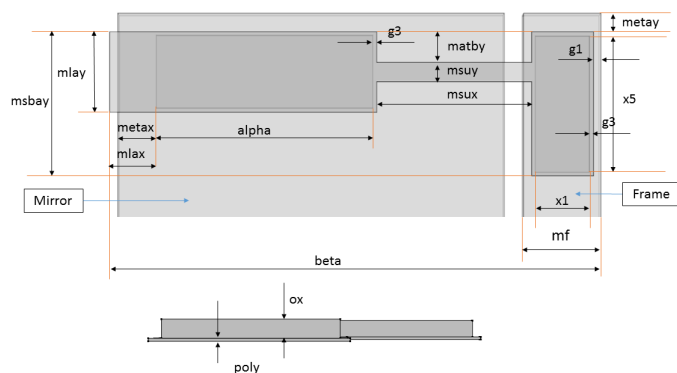 metay
g3
matby
g1
mlay
msuy
msbay
x5
msux
g3
metax
alpha
mlax
x1
Mirror
Frame
mf
beta
ox
poly